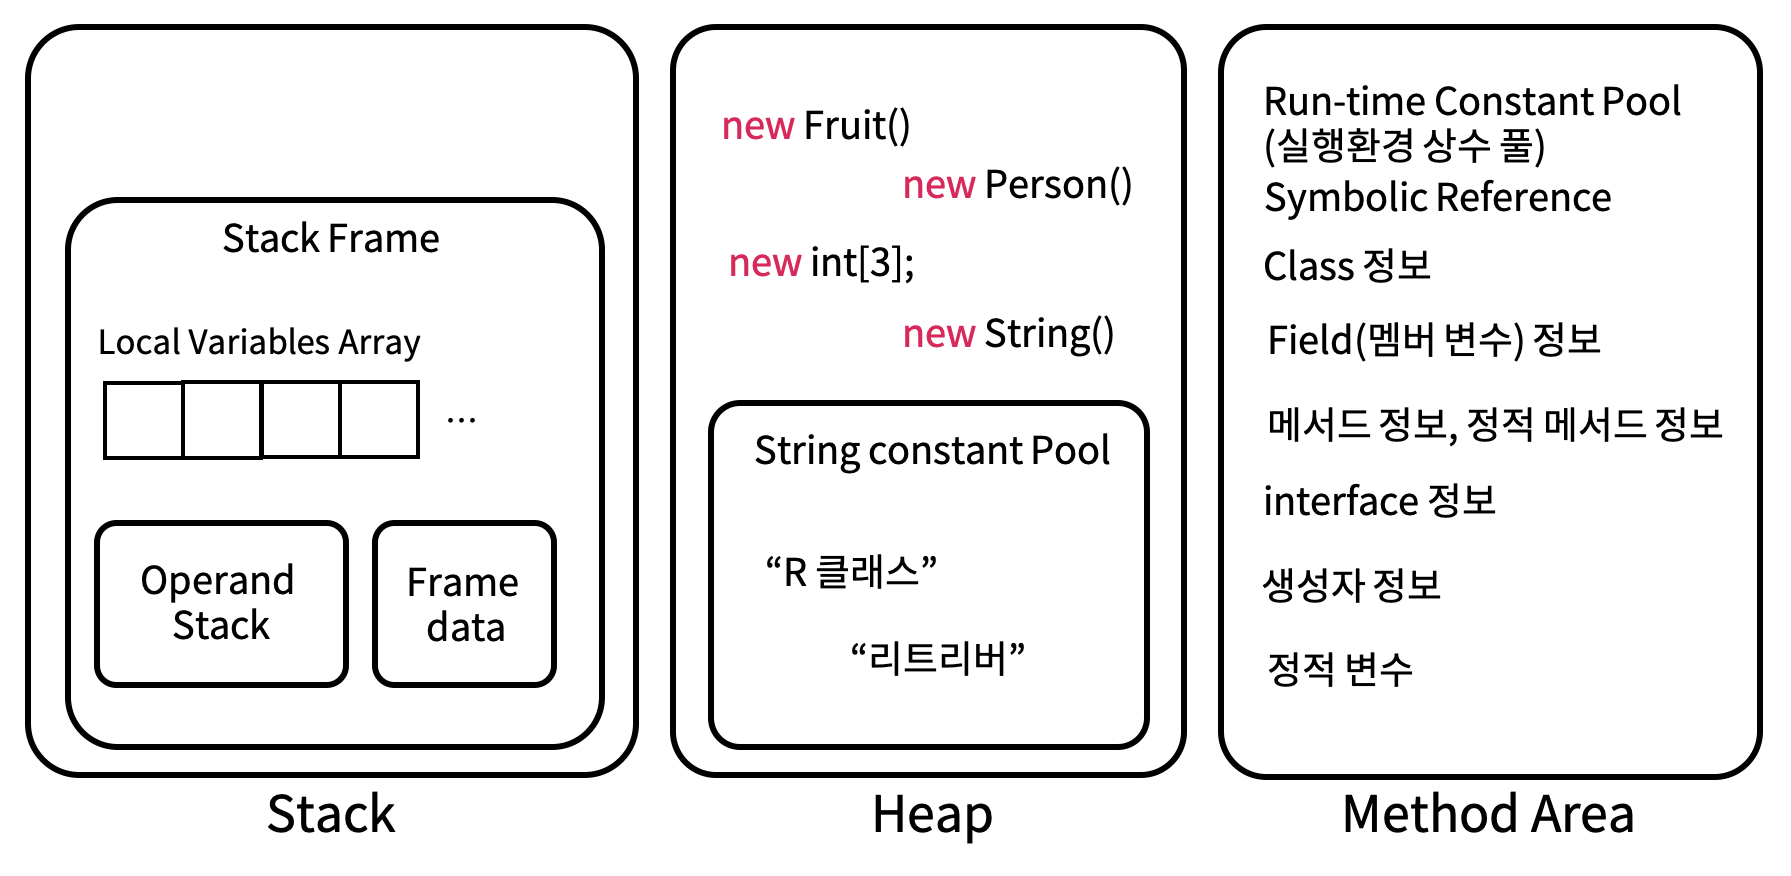 Stack Frame
Local Variables Array
...
Operand
Stack
Frame
data
Stack
new Fruit()
new Person()
new int[3];
new String()
String constant Pool
“R 클래스”
“리트리버”
Heap
Run-time Constant Pool
(실행환경 상수 풀)
Symbolic Reference
Class 정보
Field(멤버 변수) 정보
메서드 정보, 정적 메서드 정보
interface 정보
생성자 정보
정적 변수
Method Area